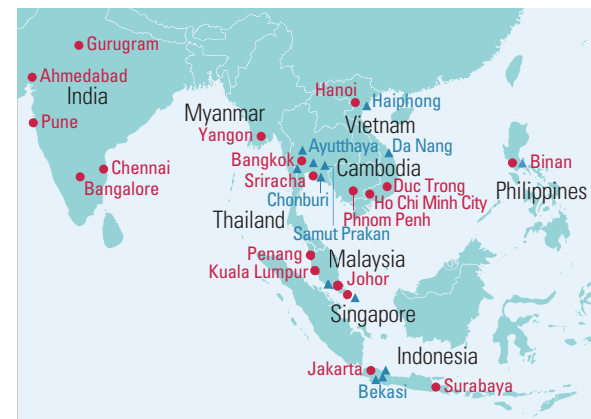 Gurugram
Ahmedabad
India
Pune
Chennai
Bangalore
Myanmar
Yangon
Hanoi
Haiphong
Vietnam
Ayutthaya
Da Nang
Bangkok
Cambodia
Sriracha
Chonburi
Duc Trong
Ho Chi Minh City
Phnom Penh
Thailand
Samut Prakan
Binan
Philippines
Penang
Malaysia
Kuala Lumpur
Johor
Singapore
Indonesia
Jakarta
Bekasi
Surabaya